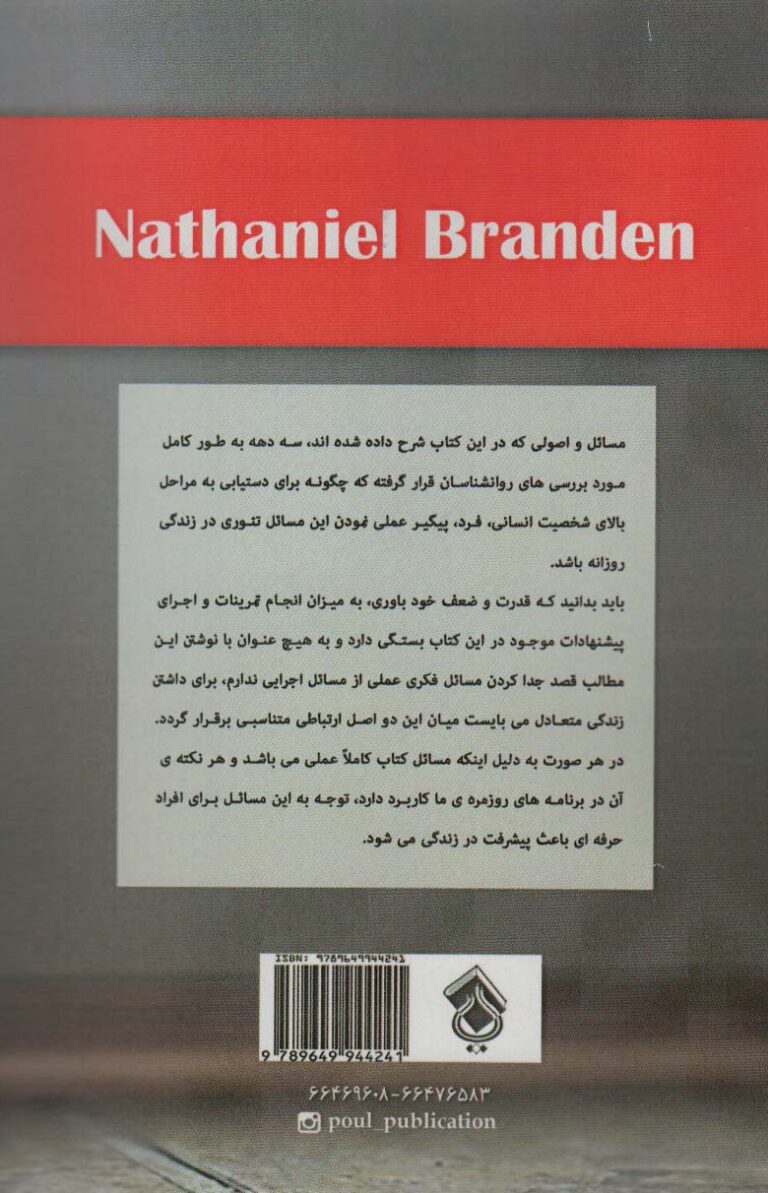 Nathaniel Branden
مسائل و اصولی که در این کتاب شرح داده شده اند، سه دهه به طور کامل
مورد بررسی های روانشناسان قرار گرفته که چگونه برای دستیابی به مراحل
بالای شخصیت انسانی، فرد، پیگیر عملی نمودن این مسائل تئوری در زندگی
روزانه باشد.
باید بدانید که قدرت و ضعف خود باوری، به میزان انجام تمرینات و اجرای
پیشنهادات موجود در این کتاب بستگی دارد و به هیچ عنوان با نوشتن این
مطالب قصد جدا کردن مسائل فکری عملی از مسائل اجرایی ندارم، برای داشتن
زندگی متعادل می بایست میان این دو اصل ارتباطی متناسبی برقرار گردد.
در هر صورت به دلیل اینکه مسائل کتاب کاملاً عملی می باشد و هر نکته ی
آن در برنامه های روزمره ی ما کاربرد دارد، توجه به این مسائل برای افراد
حرفه ای باعث پیشرفت در زندگی می شود.
ISBN: 9789649944241
9 789649 944241
۶۶۴۶۹۶۰۸-۶۶۴۷۶۵۸۳
poul_publication